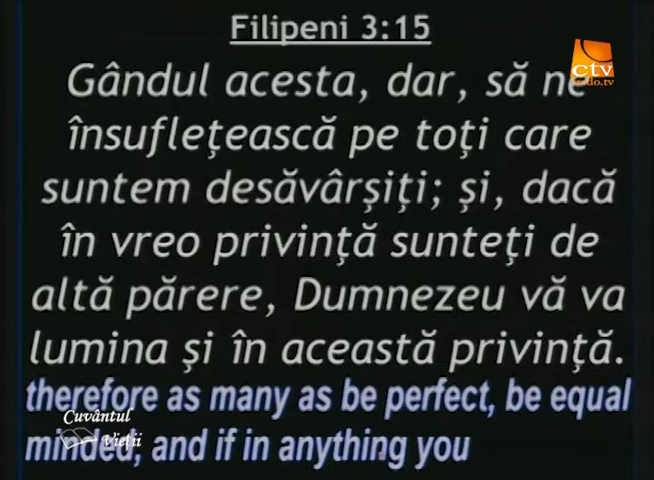 Filipeni 3:15
Gândul acesta, dar, să ne
însuflețească pe toți care
suntem desăvârșiți; și, dacă
în vreo privință sunteți de
altă părere, Dumnezeu vă va
lumina și în această privință.
therefore as many as be perfect, be equal
minded; and if in anything you
Cuvântul
Vieții
ctv